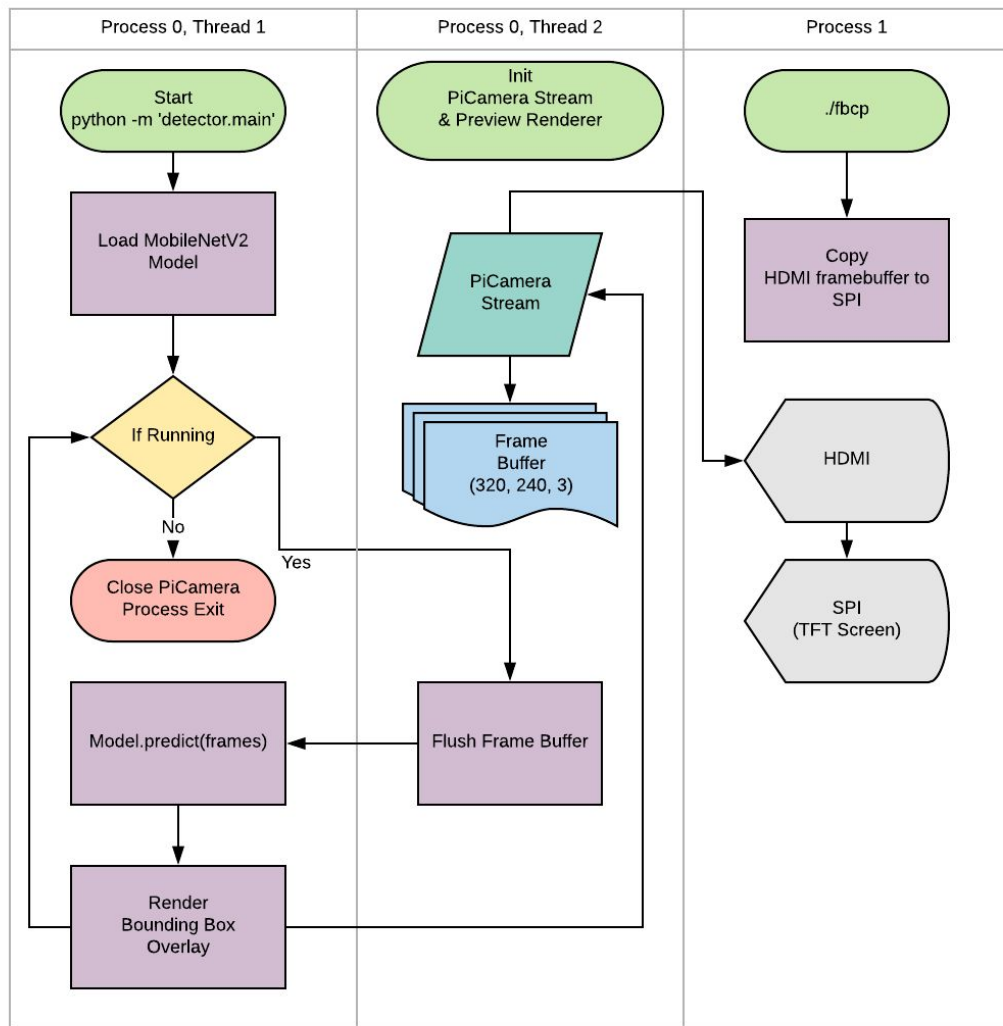 Process 0, Thread 1
Process 0, Thread 2
Process 1
Start
python -m 'detector.main'
Load MobileNetV2
Model
If Running
No
Yes
Close PiCamera
Process Exit
Model.predict(frames)
Render
Bounding Box
Overlay
Init
PiCamera Stream
& Preview Renderer
PiCamera
Stream
Frame
Buffer
(320, 240, 3)
Flush Frame Buffer
./fbcp
Copy
HDMI framebuffer to
SPI
HDMI
SPI
(TFT Screen)